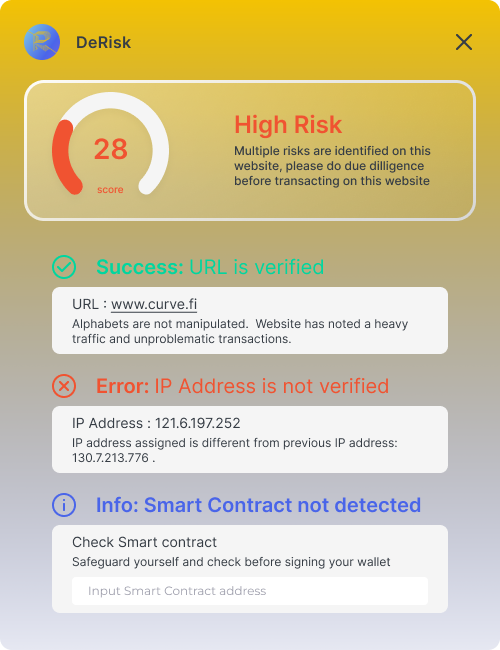 DeRisk
28
score
High Risk
Multiple risks are identified on this
website, please do due dilligence
before transacting on this website
Success: URL is verified
URL : www.curve.fi
Alphabets are not manipulated. Website has noted a heavy
traffic and unproblematic transactions.
Error: IP Address is not verified
IP Address : 121.6.197.252
IP address assigned is different from previous IP address:
130.7.213.776 .
Info: Smart Contract not detected
Check Smart contract
Safeguard yourself and check before signing your wallet
Input Smart Contract address